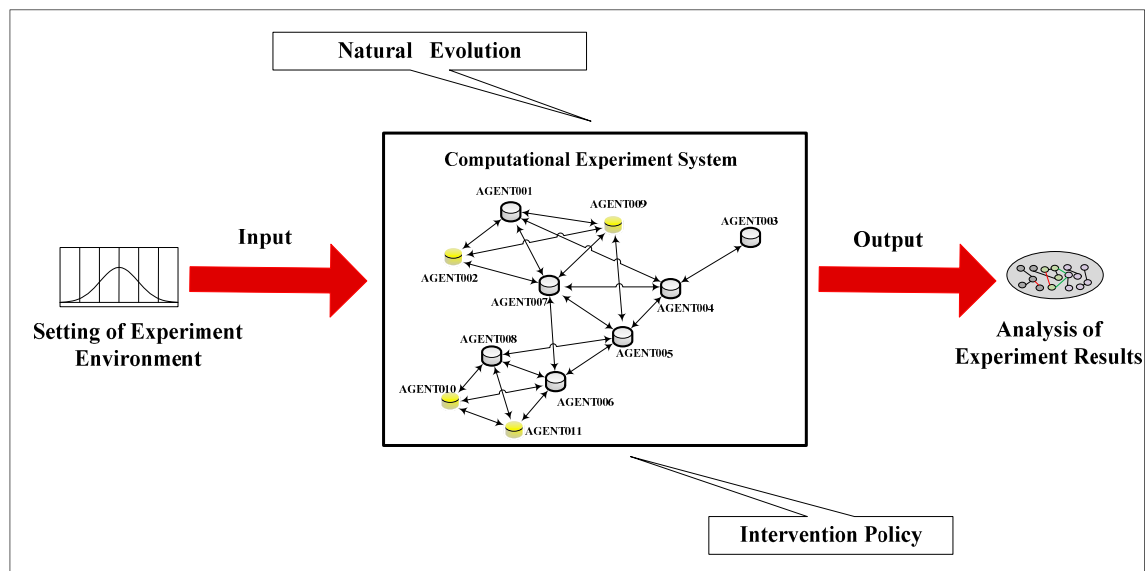 Natural Evolution
Computational Experiment System
AGENT001
AGENT009
AGENT003
Input
Output
AGENT002
AGENT007
AGENT004
Setting of Experiment
Environment
Analysis of
Experiment Results
AGENT008
AGENT005
AGENT010
AGENT006
AGENT011
Intervention Policy